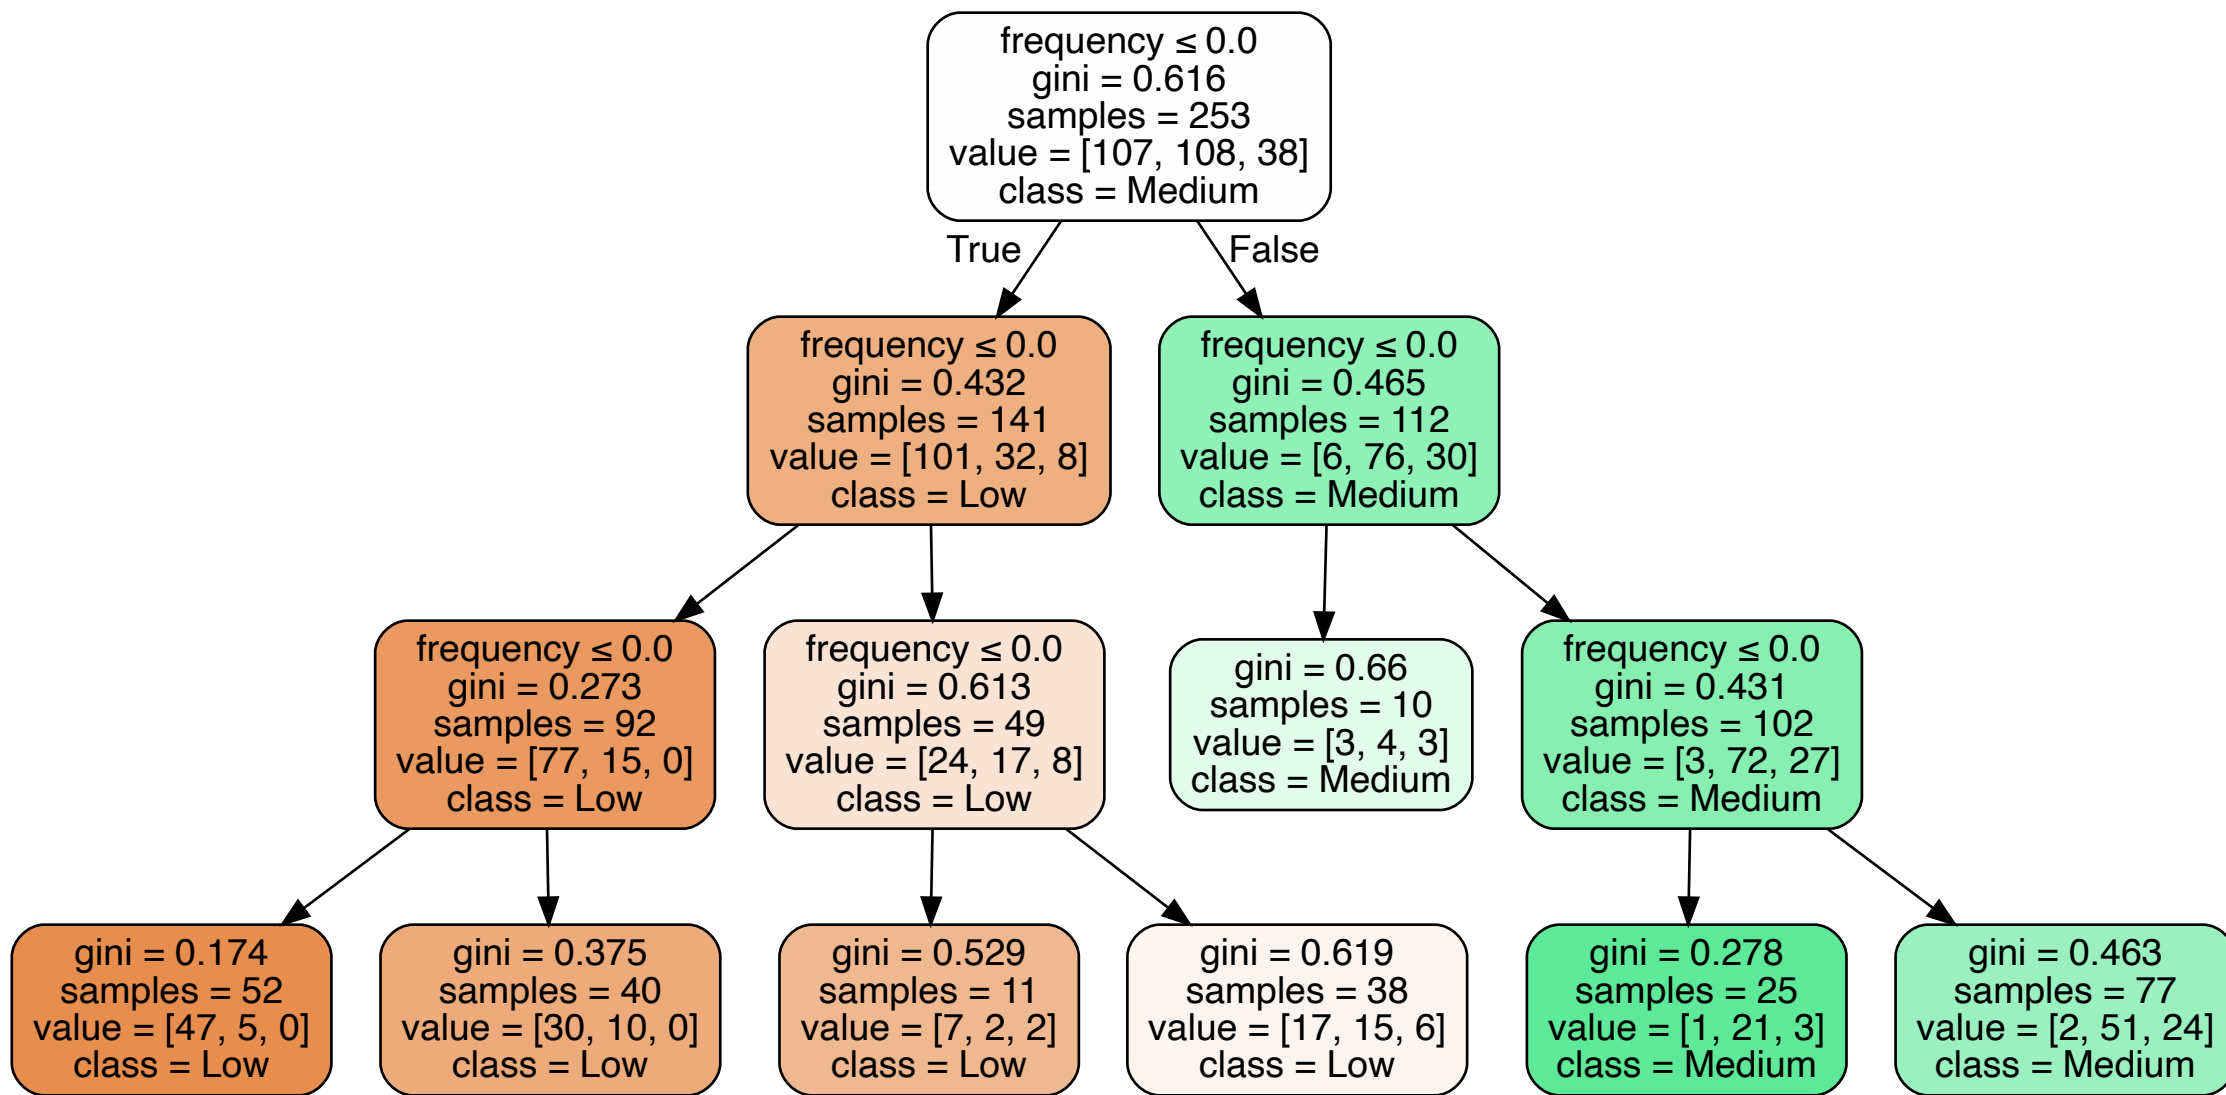 frequency ≤ 0.0
gini = 0.616
samples = 253
value = [107, 108, 38]
class = Medium
True
False
frequency ≤ 0.0
gini = 0.432
samples = 141
value = [101, 32, 8]
class = Low
frequency ≤ 0.0
gini = 0.465
samples = 112
value = [6, 76, 30]
class = Medium
frequency ≤ 0.0
gini = 0.273
samples = 92
value = [77, 15, 0]
class = Low
frequency ≤ 0.0
gini = 0.613
samples = 49
value = [24, 17, 8]
class = Low
gini = 0.66
samples = 10
value = [3, 4, 3]
class = Medium
frequency ≤ 0.0
gini = 0.431
samples = 102
value = [3, 72, 27]
class = Medium
gini = 0.174
samples = 52
value = [47, 5, 0]
class = Low
gini = 0.375
samples = 40
value = [30, 10, 0]
class = Low
gini = 0.529
samples = 11
value = [7, 2, 2]
class = Low
gini = 0.619
samples = 38
value = [17, 15, 6]
class = Low
gini = 0.278
samples = 25
value = [1, 21, 3]
class = Medium
gini = 0.463
samples = 77
value = [2, 51, 24]
class = Medium